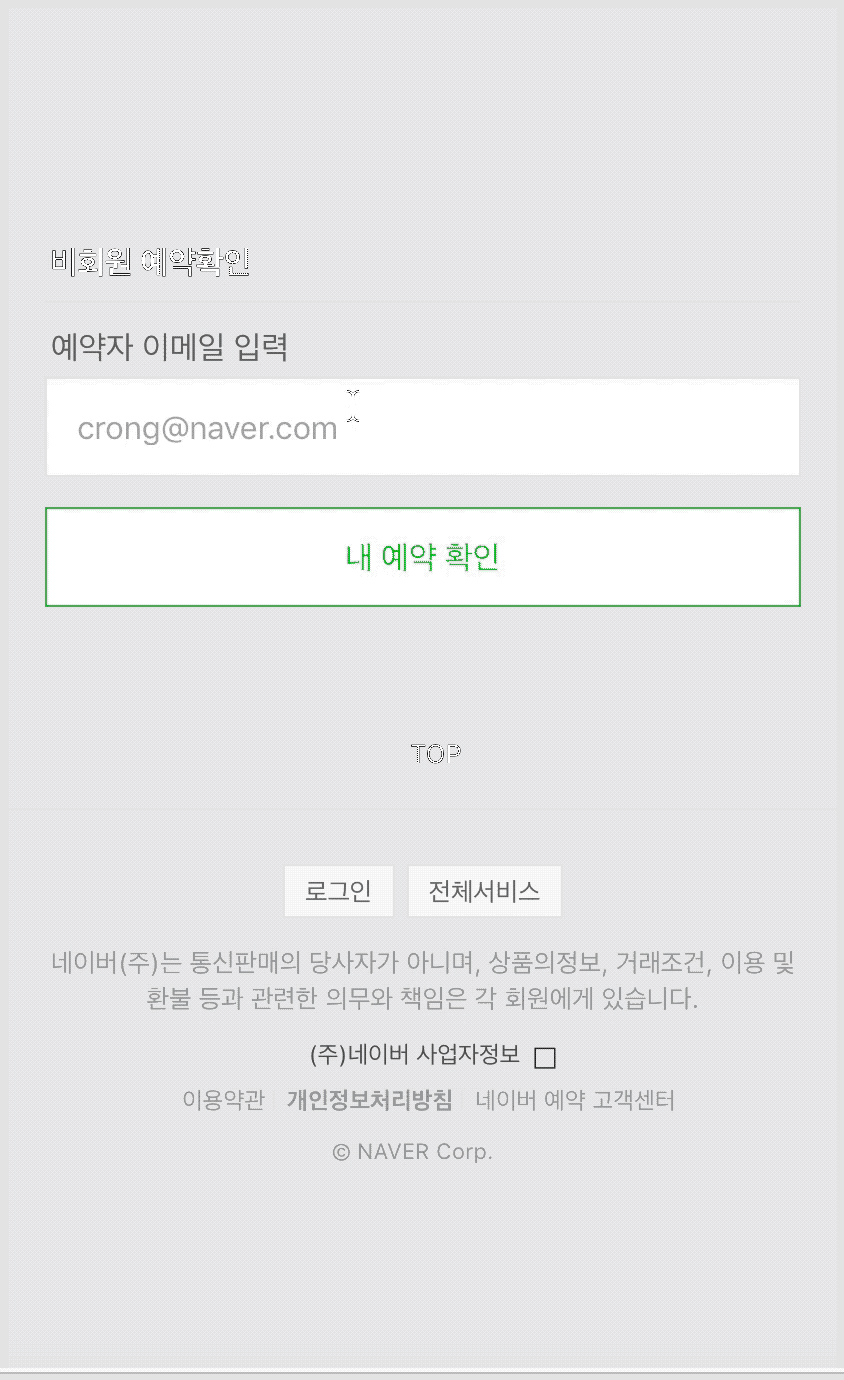 비회원 예약확인
예약자 이메일 입력
crong@naver.com
내 예약 확인
TOP
로그인 전체서비스
네이버(주)는 통신판매의 당사자가 아니며, 상품의정보, 거래조건, 이용 및
환불 등과 관련한 의무와 책임은 각 회원에게 있습니다.
(주)네이버 사업자정보
이용약관 개인정보처리방침 네이버 예약 고객센터
© NAVER Corp.